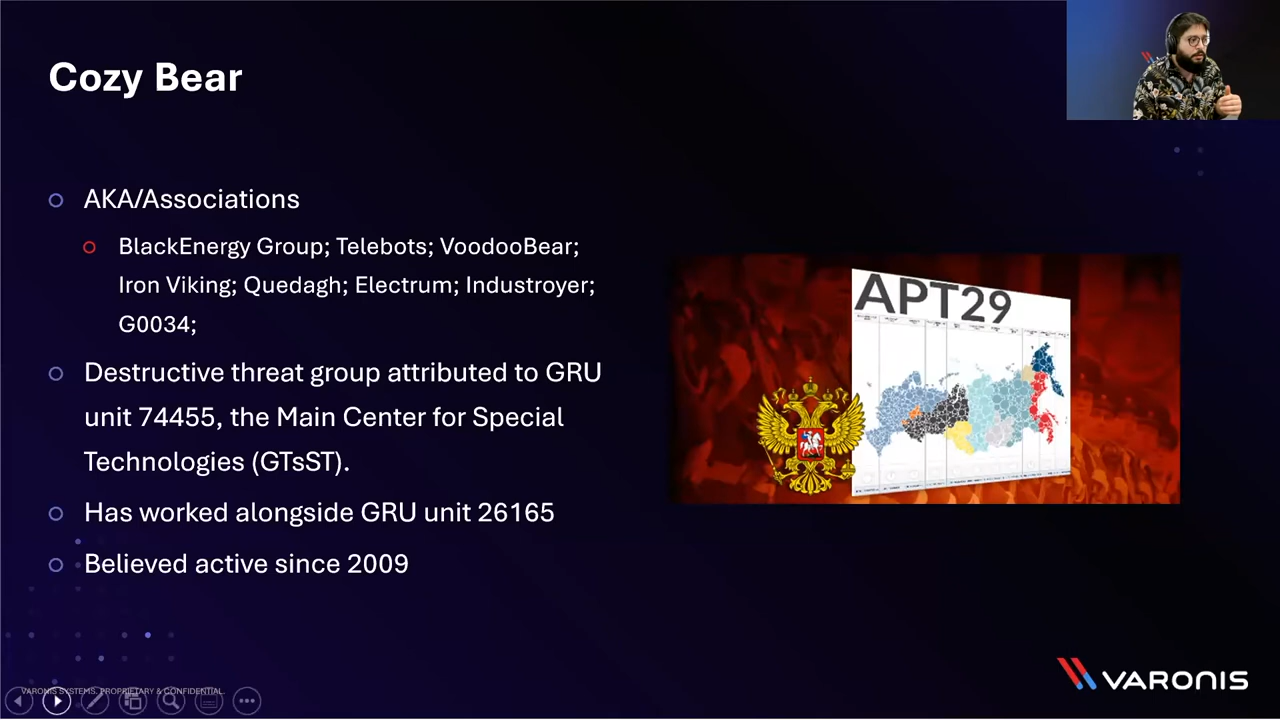 Cozy Bear
AKA/Associations
BlackEnergy Group; Telebots; VoodooBear;
Iron Viking; Quedagh; Electrum; Industroyer;
G0034;
Destructive threat group attributed to GRU
unit 74455, the Main Center for Special
Technologies (GTsST).
Has worked alongside GRU unit 26165
Believed active since 2009
APT29
VARONIS SYSTEMS. PROPRIETARY & CONFIDENTIAL.
VARONIS